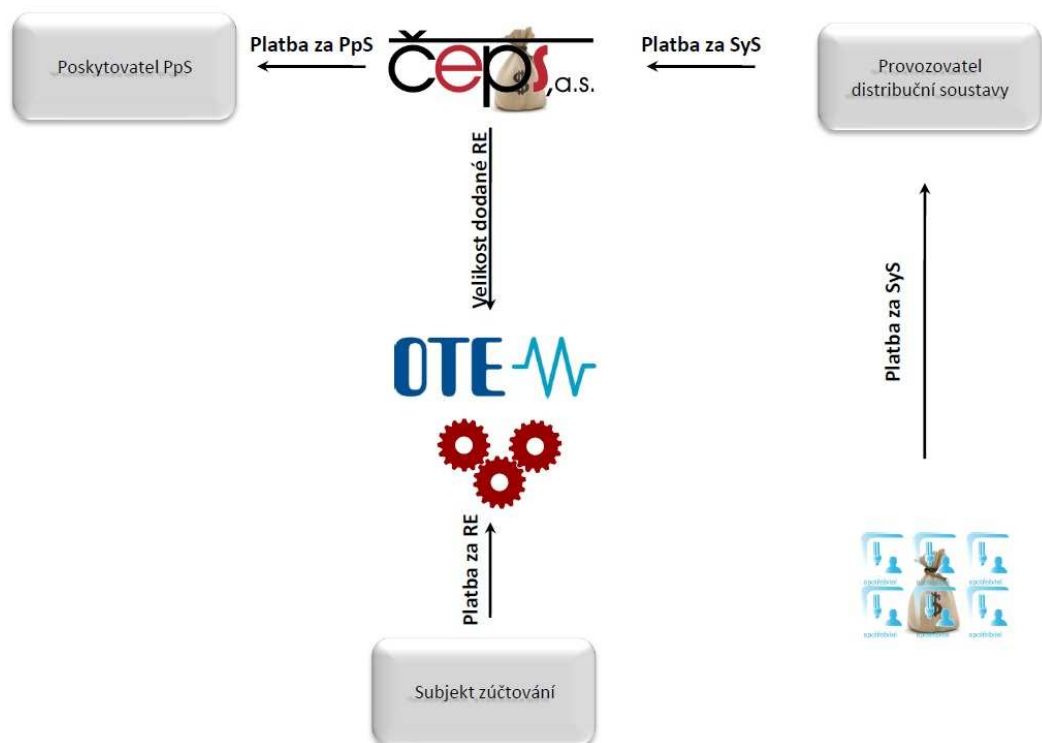 Poskytovatel PpS
Platba za PpS
čeps,a.s.
Platba za SyS
Provozovatel
distribuční soustavy
Velikost dodané RE
Platba za SyS
OTE
Platba za RE
Subjekt zúčtování